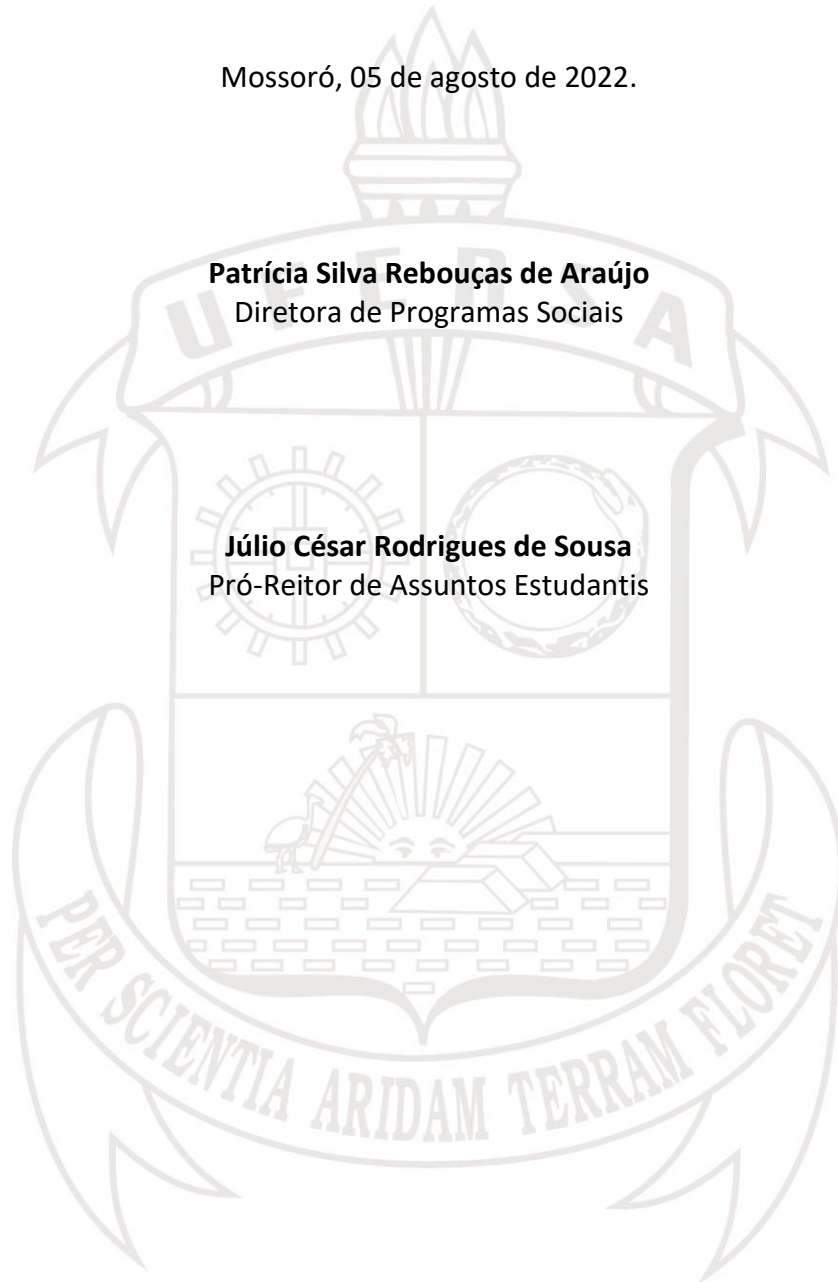 Mossoró, 05 de agosto de 2022.
UFERSA
Patrícia Silva Rebouças de Araújo
Diretora de Programas Sociais
Júlio César Rodrigues de Sousa
Pró-Reitor de Assuntos Estudantis
PER SCIENTIA ARIDAM TERRAM FLORET